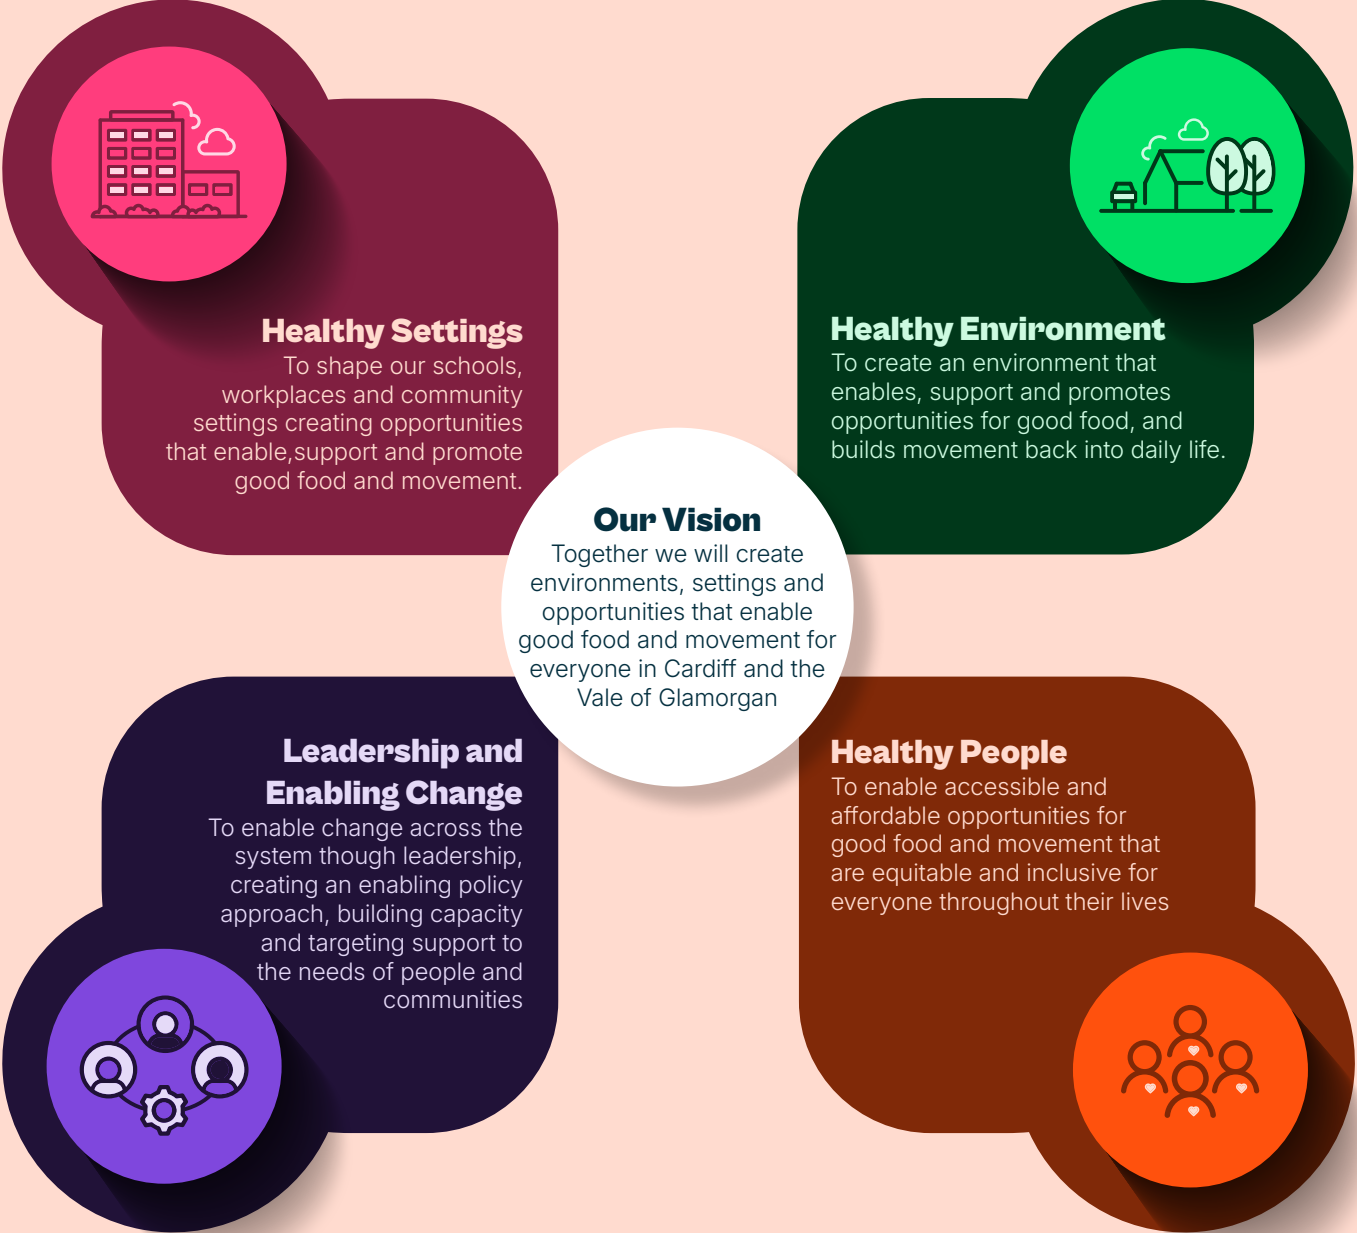 Healthy Settings
To shape our schools,
workplaces and community
settings creating opportunities
that enable,support and promote
good food and movement.
Healthy Environment
To create an environment that
enables, support and promotes
opportunities for good food, and
builds movement back into daily life.
Our Vision
Together we will create
environments, settings and
opportunities that enable
good food and movement for
everyone in Cardiff and the
Vale of Glamorgan
Leadership and
Enabling Change
To enable change across the
system though leadership,
creating an enabling policy
approach, building capacity
and targeting support to
the needs of people and
communities
Healthy People
To enable accessible and
affordable opportunities for
good food and movement that
are equitable and inclusive for
everyone throughout their lives